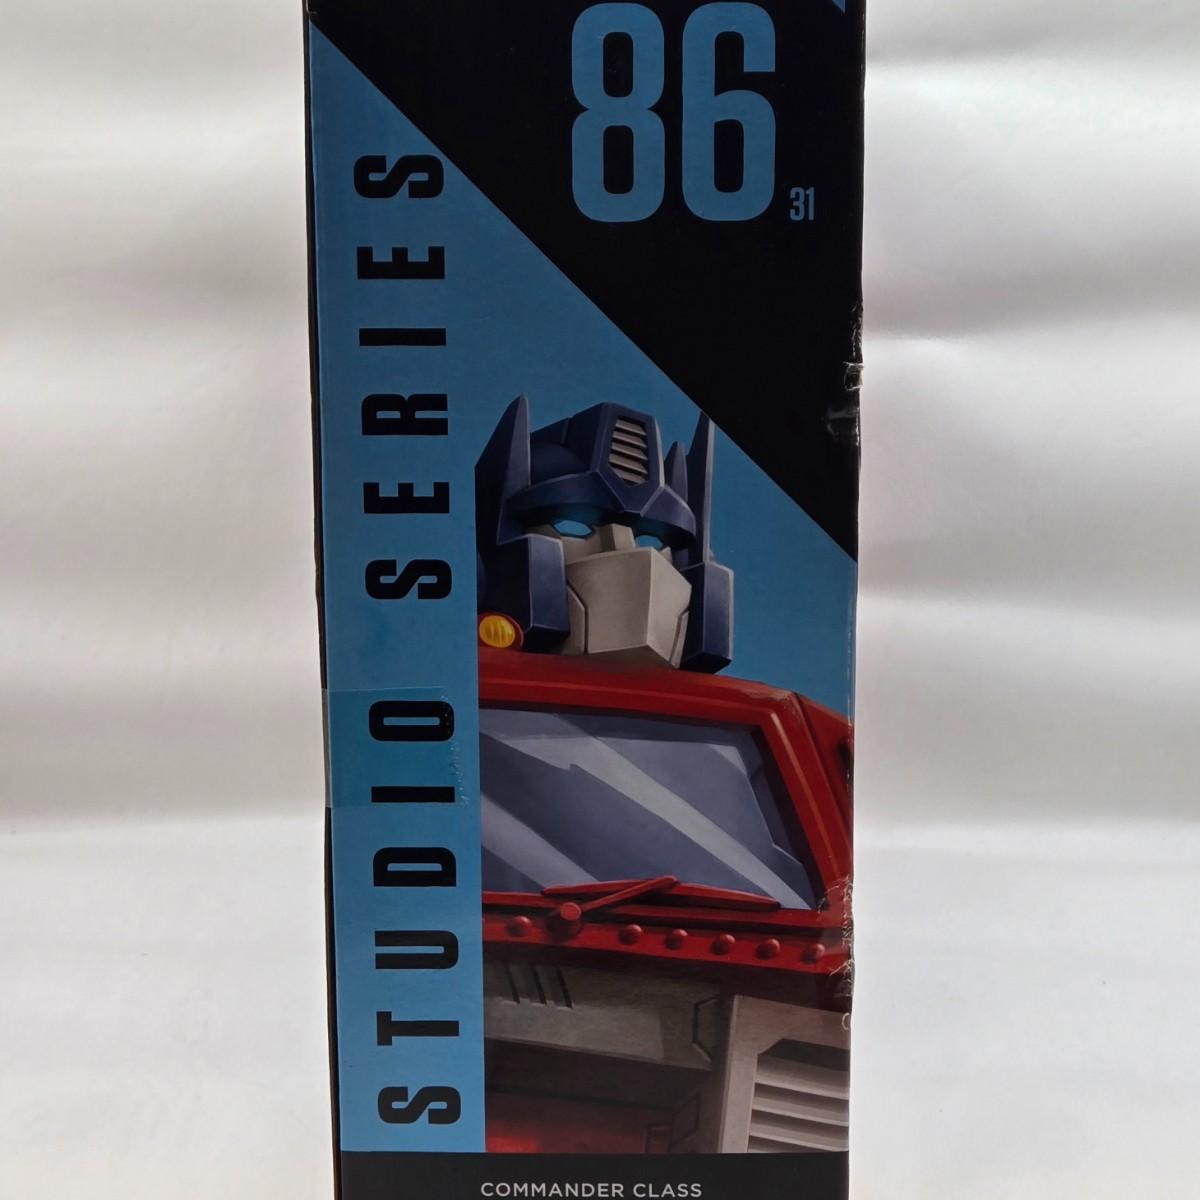 86
31
STUDIO SERIES
COMMANDER CLASS